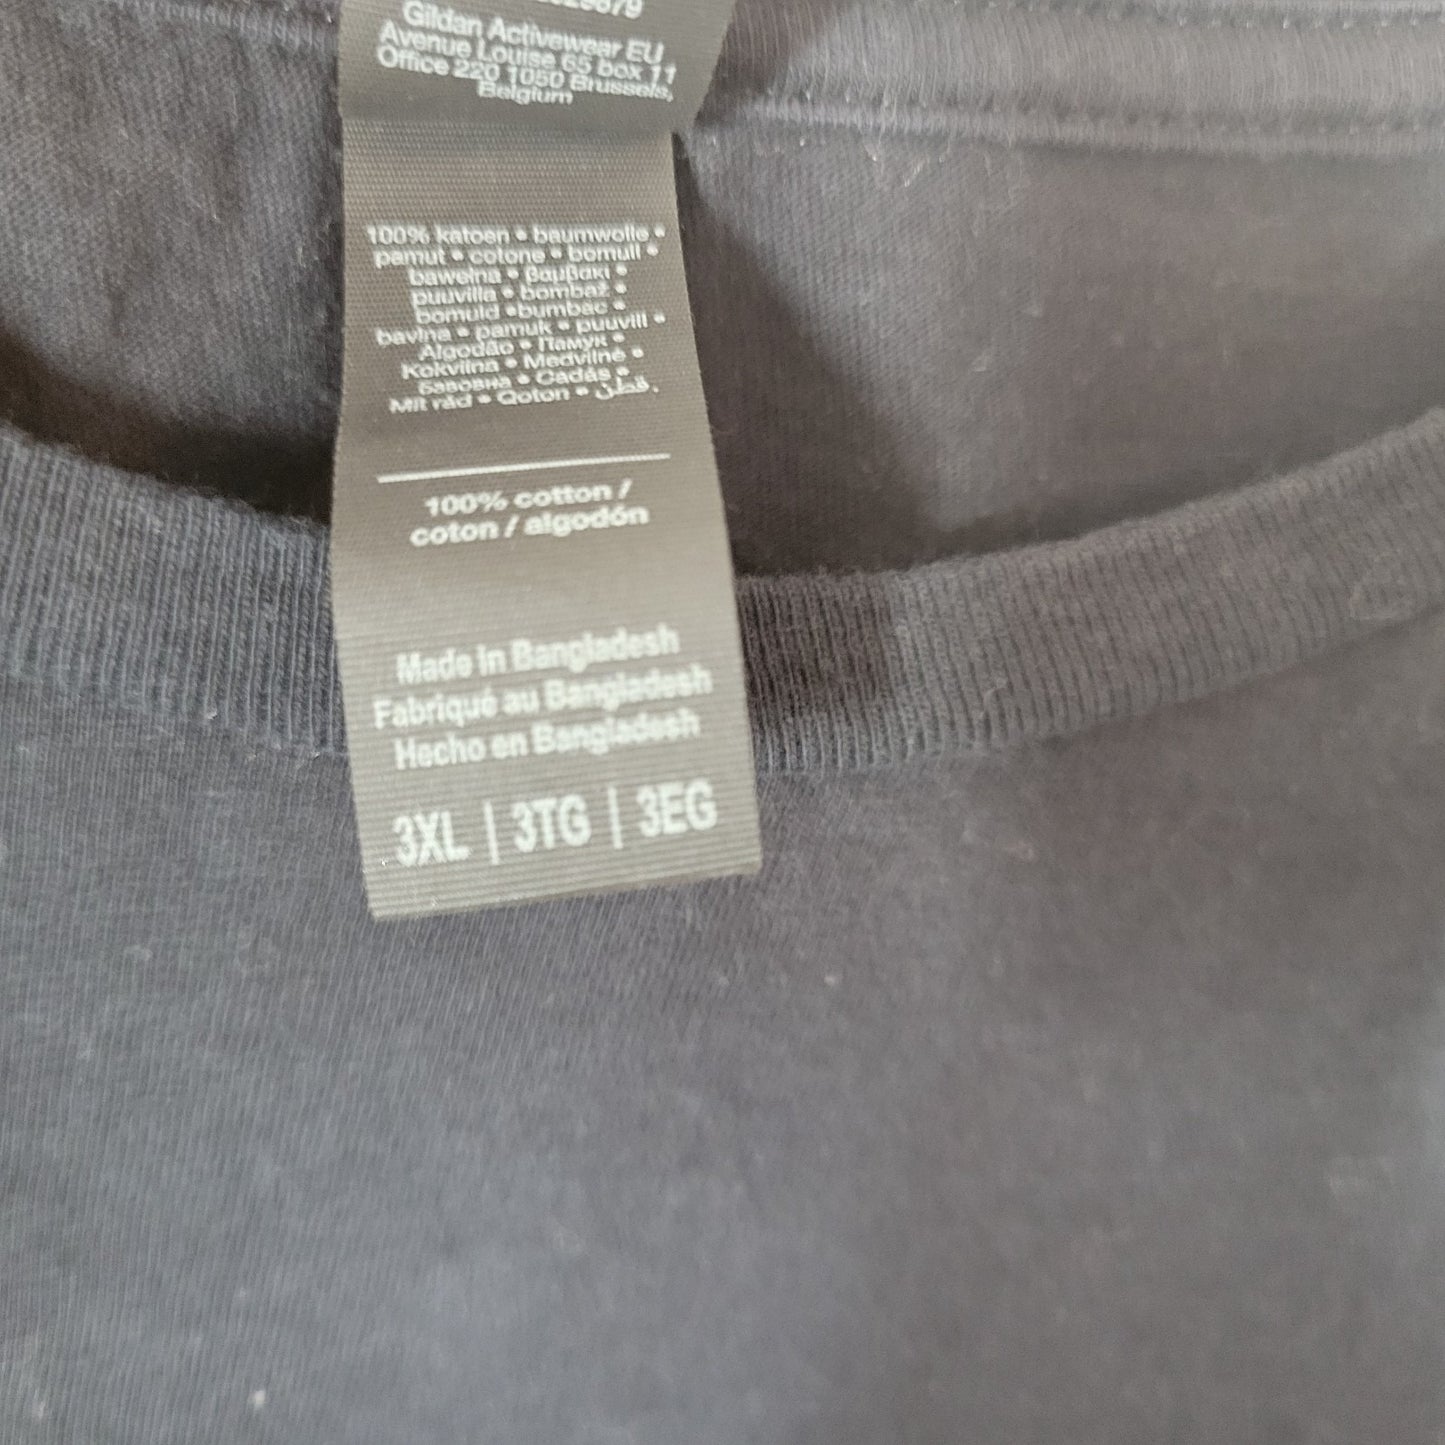 Gildan Activewear EU
Avenue Louise 65 box 11
Office 220 1050 Brussels,
Belgium
100% katoen • baumwolle •
pamut • cotone • bomull •
bawełna • βαμβάκι •
puuvilla • bombaž •
bomuld •bumbac •
bavlna • pamuk • puuvill •
Algodão • Памук •
Kokvilna • Medvilnė •
Бавовна • Cadás •
Mit rád • Qoton • قطن.
100% cotton /
coton / algodón
Made in Bangladesh
Fabriqué au Bangladesh
Hecho en Bangladesh
3XL | 3TG | 3EG